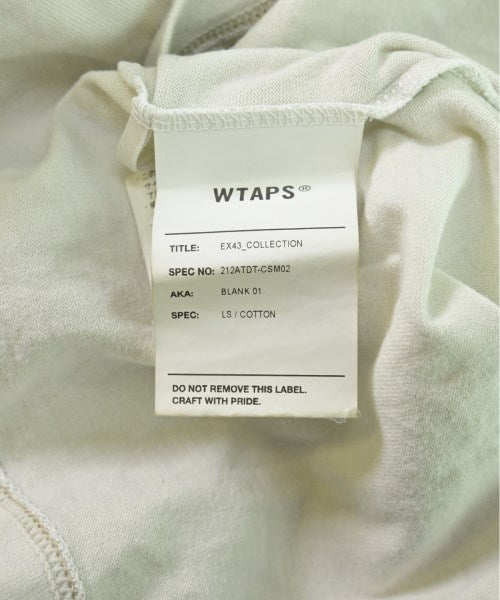 WTAPS®
TITLE: EX43_COLLECTION
SPEC NO: 212ATDT-CSM02
AKA: BLANK 01
SPEC: LS / COTTON
DO NOT REMOVE THIS LABEL.
CRAFT WITH PRIDE.